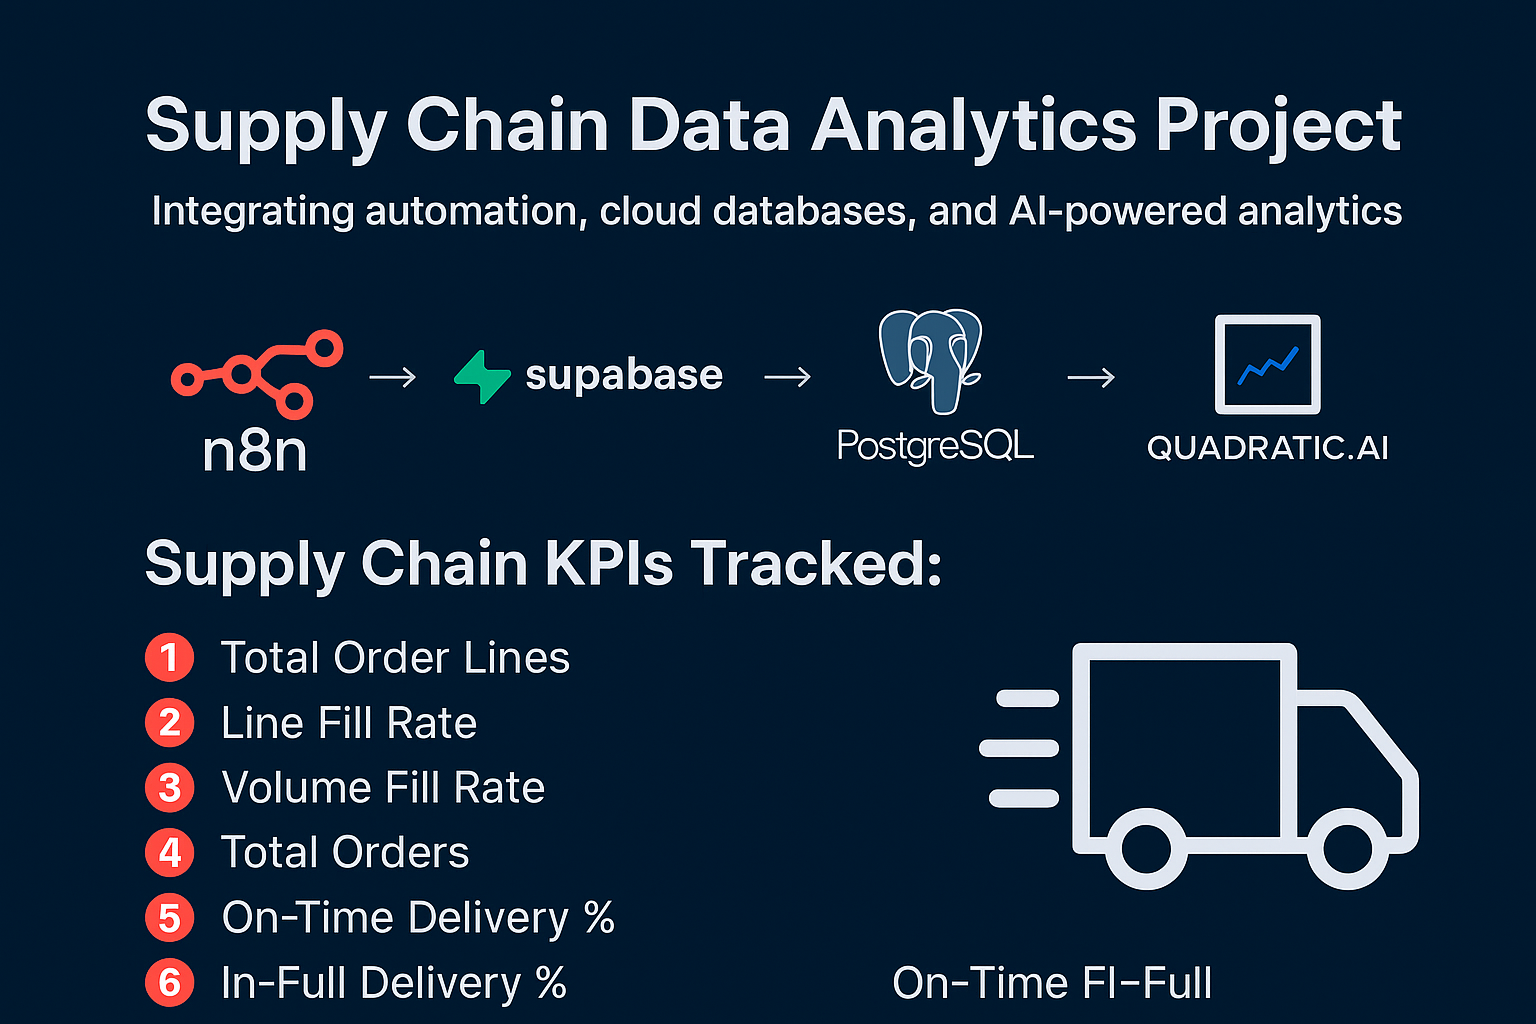 Supply Chain Data Analytics Project
Integrating automation, cloud databases, and AI-powered analytics
n8n
supabase
PostgreSQL
QUADRATIC.AI
Supply Chain KPIs Tracked:
1 Total Order Lines
2 Line Fill Rate
3 Volume Fill Rate
4 Total Orders
5 On-Time Delivery %
6 In-Full Delivery %
On-Time FI-Full